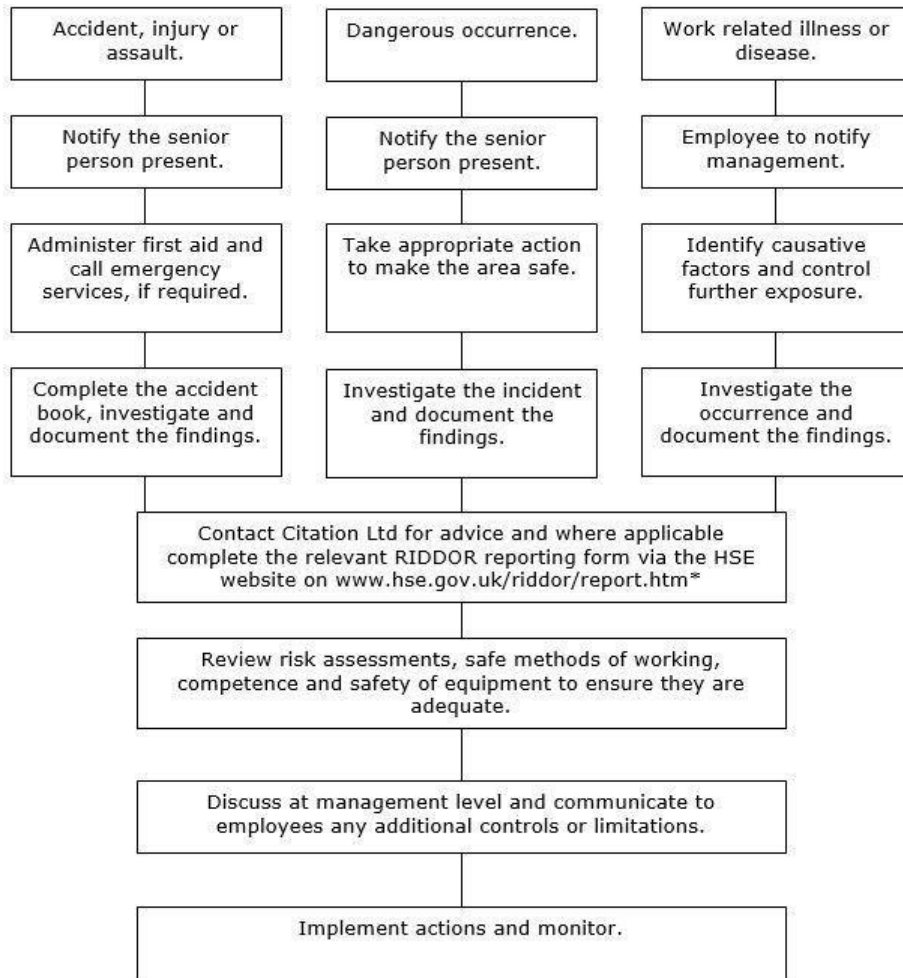 Accident, injury or
assault.
Dangerous occurrence.
Work related illness or
disease.
Notify the senior
person present.
Notify the senior
person present.
Employee to notify
management.
Administer first aid and
call emergency
services, if required.
Take appropriate action
to make the area safe.
Identify causative
factors and control
further exposure.
Complete the accident
book, investigate and
document the findings.
Investigate the incident
and document the
findings.
Investigate the
occurrence and
document the findings.
Contact Citation Ltd for advice and where applicable
complete the relevant RIDDOR reporting form via the HSE
website on www.hse.gov.uk/riddor/report.htm*
Review risk assessments, safe methods of working,
competence and safety of equipment to ensure they are
adequate.
Discuss at management level and communicate to
employees any additional controls or limitations.
Implement actions and monitor.